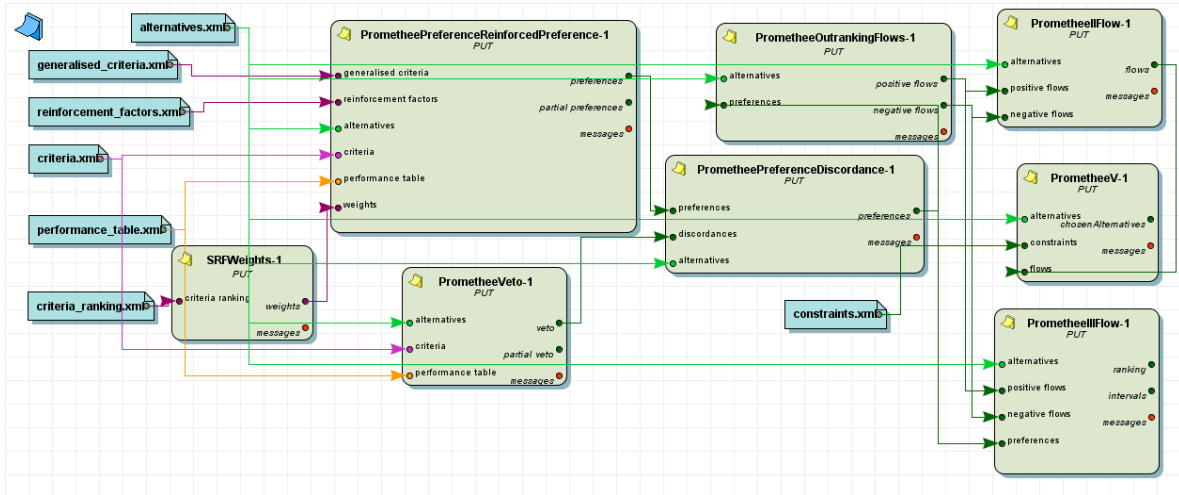 alternatives.xml
generalised_criteria.xml
reinforcement_factors.xml
criteria.xml
performance_table.xml
criteria_ranking.xml
PrometheePreferenceReinforcedPreference-1
PUT
generalised criteria
preferences
reinforcement factors
partial preferences
alternatives
messages
criteria
performance table
weights
SRFWeights-1
PUT
criteria ranking
weights
messages
PrometheeVeto-1
PUT
alternatives
veto
criteria
partial veto
performance table
messages
PrometheeOutrankingFlows-1
PUT
alternatives
positive flows
preferences
negative flows
messages
PrometheePreferenceDiscordance-1
PUT
preferences
preferences
discordances
messages
alternatives
constraints.xml
PrometheeIIFlow-1
PUT
alternatives
flows
positive flows
messages
negative flows
PrometheeV-1
PUT
alternatives
chosenAlternatives
constraints
messages
flows
PrometheeIIIFlow-1
PUT
alternatives
ranking
positive flows
intervals
negative flows
messages
preferences